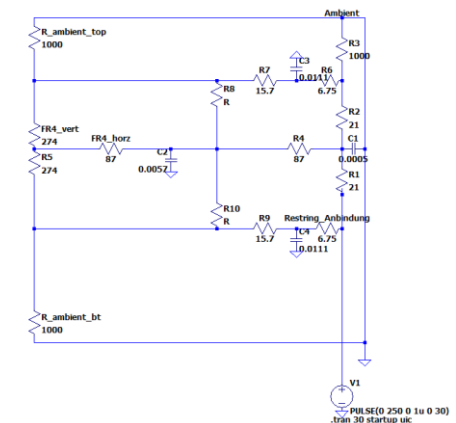 Ambient
R_ambient_top
1000
R3
1000
C3
0.0111
R7
15.7
R6
6.75
R8
R
R2
21
FR4_vert
274
FR4_horz
87
C2
0.0057
R4
87
C1
0.0005
R5
274
R1
21
R10
R
R9
15.7
Restring_Anbindung
6.75
C4
0.0111
R_ambient_bt
1000
V1
PULSE(0 250 0 1u 0 30)
.tran 30 startup uic